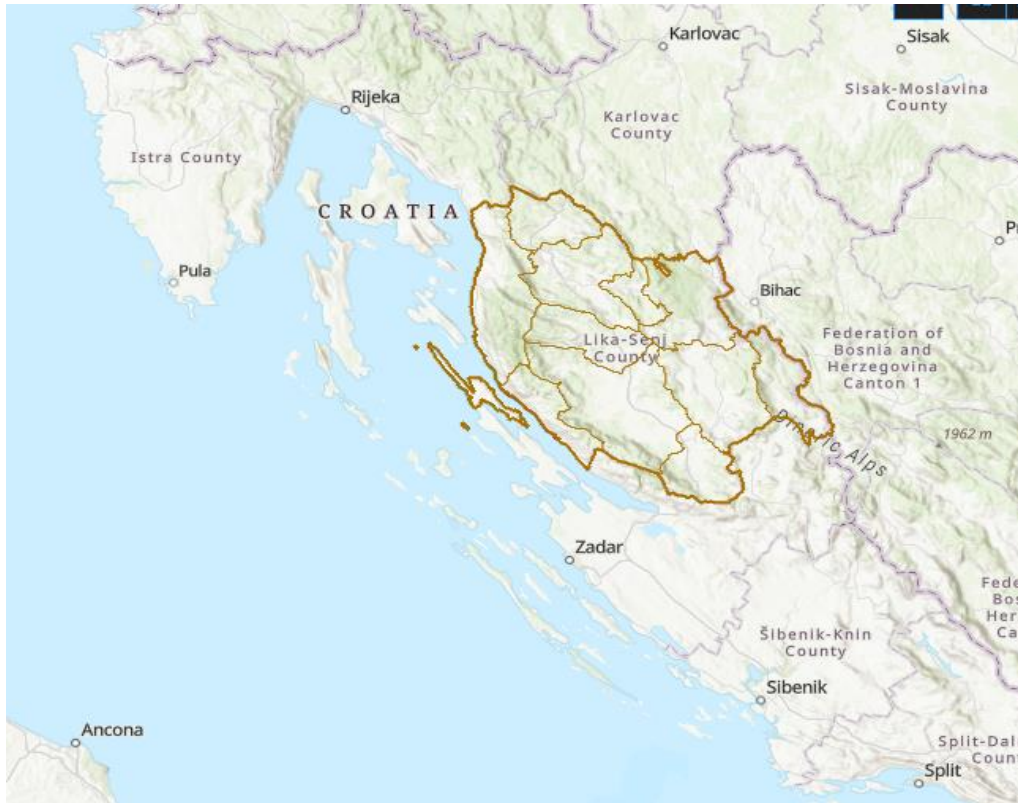 Karlovac
Sisak
Sisak-Moslavina
County
Rijeka
Karlovac
County
Istra County
CROATIA
Pula
Bihac
Lika-Senj
County
Federation of
Bosnia and
Herzegovina
Canton 1
Dinaric Alps
1962 m
Zadar
Šibenik-Knin
County
Sibenik
Ancona
Split